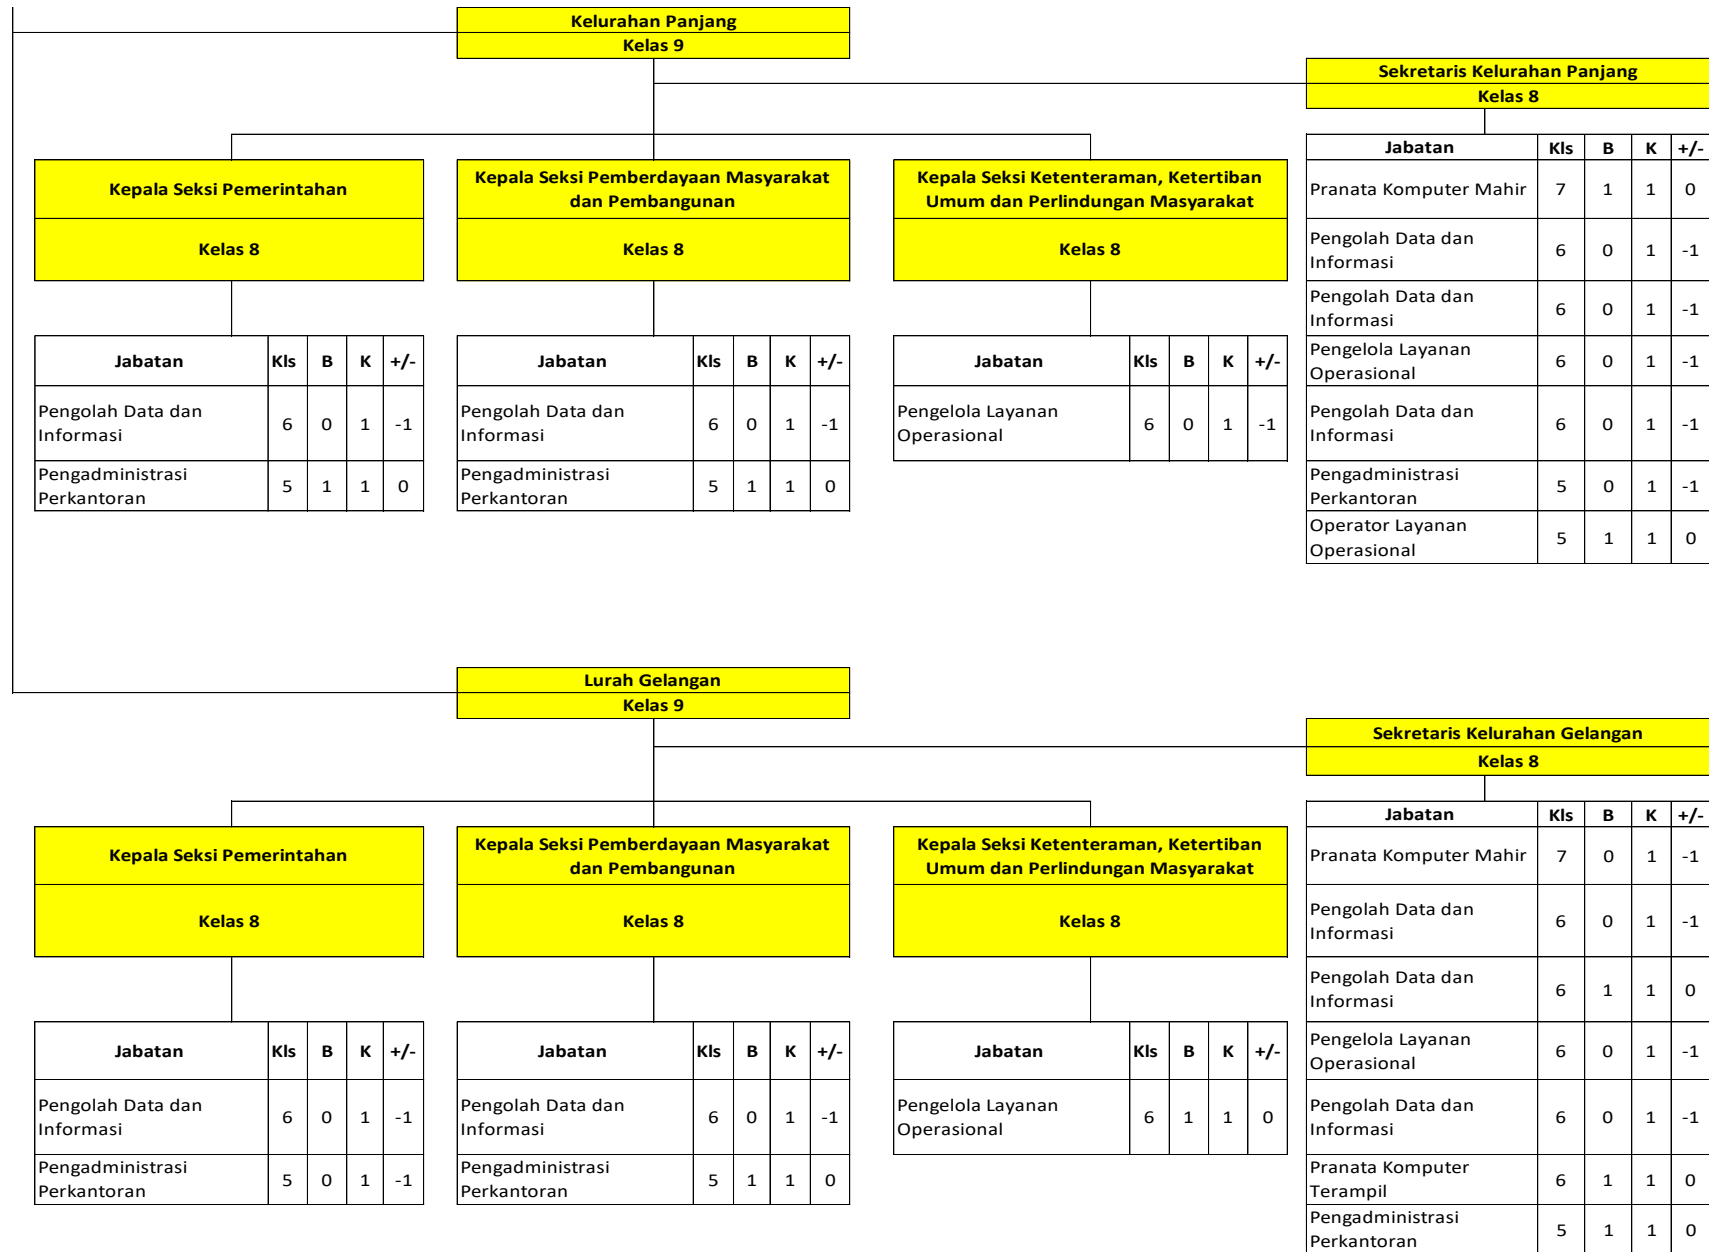 Kelurahan Panjang
Kelas 9
Sekretaris Kelurahan Panjang
Kelas 8
Jabatan Kls B K +/-
Pranata Komputer Mahir 7 1 1 0
Pengolah Data dan
Informasi 6 0 1 -1
Pengolah Data dan
Informasi 6 0 1 -1
Pengelola Layanan
Operasional 6 0 1 -1
Pengolah Data dan
Informasi 6 0 1 -1
Pengadministrasi
Perkantoran 5 0 1 -1
Operator Layanan
Operasional 5 1 1 0
Kepala Seksi Pemerintahan
Kelas 8
Jabatan Kls B K +/-
Pengolah Data dan
Informasi 6 0 1 -1
Pengadministrasi
Perkantoran 5 1 1 0
Kepala Seksi Pemberdayaan Masyarakat
dan Pembangunan
Kelas 8
Jabatan Kls B K +/-
Pengolah Data dan
Informasi 6 0 1 -1
Pengadministrasi
Perkantoran 5 1 1 0
Kepala Seksi Ketenteraman, Ketertiban
Umum dan Perlindungan Masyarakat
Kelas 8
Jabatan Kls B K +/-
Pengelola Layanan
Operasional 6 0 1 -1
Lurah Gelangan
Kelas 9
Sekretaris Kelurahan Gelangan
Kelas 8
Jabatan Kls B K +/-
Pranata Komputer Mahir 7 0 1 -1
Pengolah Data dan
Informasi 6 0 1 -1
Pengolah Data dan
Informasi 6 1 1 0
Pengelola Layanan
Operasional 6 0 1 -1
Pengolah Data dan
Informasi 6 0 1 -1
Pranata Komputer
Terampil 6 1 1 0
Pengadministrasi
Perkantoran 5 1 1 0
Kepala Seksi Pemerintahan
Kelas 8
Jabatan Kls B K +/-
Pengolah Data dan
Informasi 6 0 1 -1
Pengadministrasi
Perkantoran 5 0 1 -1
Kepala Seksi Pemberdayaan Masyarakat
dan Pembangunan
Kelas 8
Jabatan Kls B K +/-
Pengolah Data dan
Informasi 6 0 1 -1
Pengadministrasi
Perkantoran 5 1 1 0
Kepala Seksi Ketenteraman, Ketertiban
Umum dan Perlindungan Masyarakat
Kelas 8
Jabatan Kls B K +/-
Pengelola Layanan
Operasional 6 1 1 0